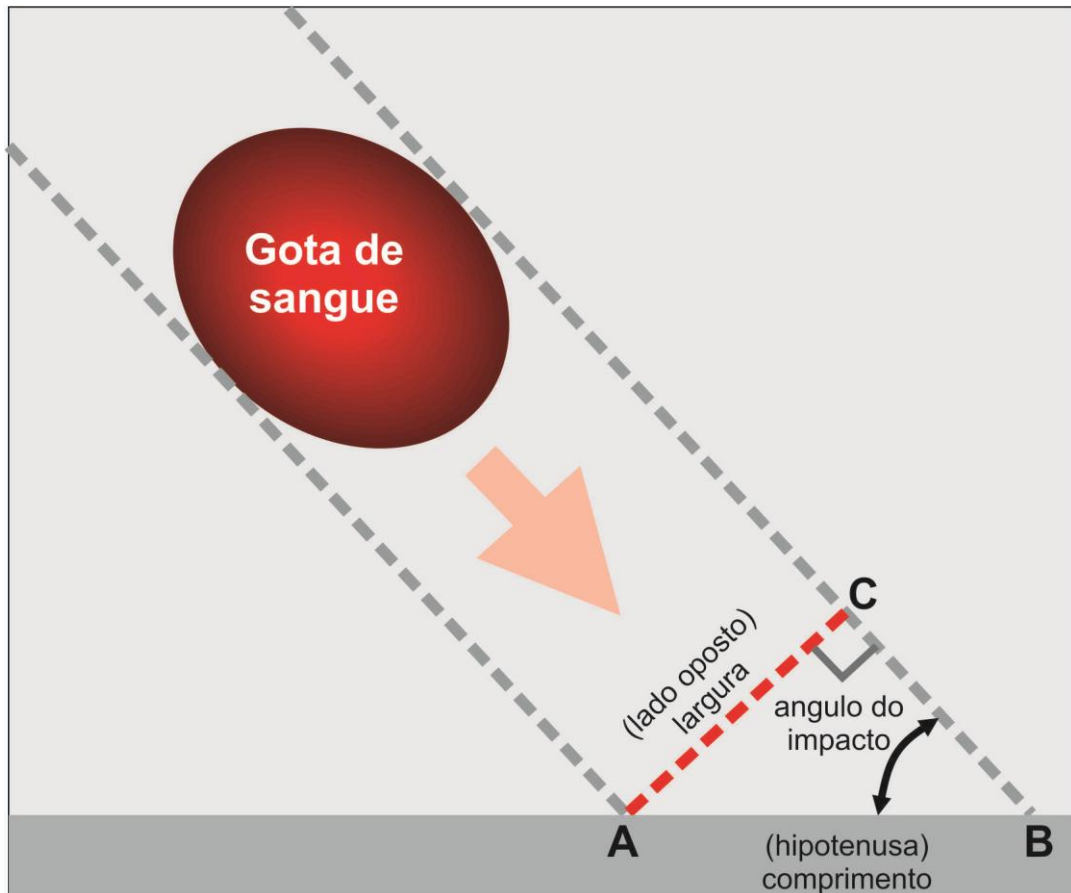 Gota de
sangue
C
(lado oposto)
largura
angulo do
impacto
A
(hipotenusa)
comprimento
B